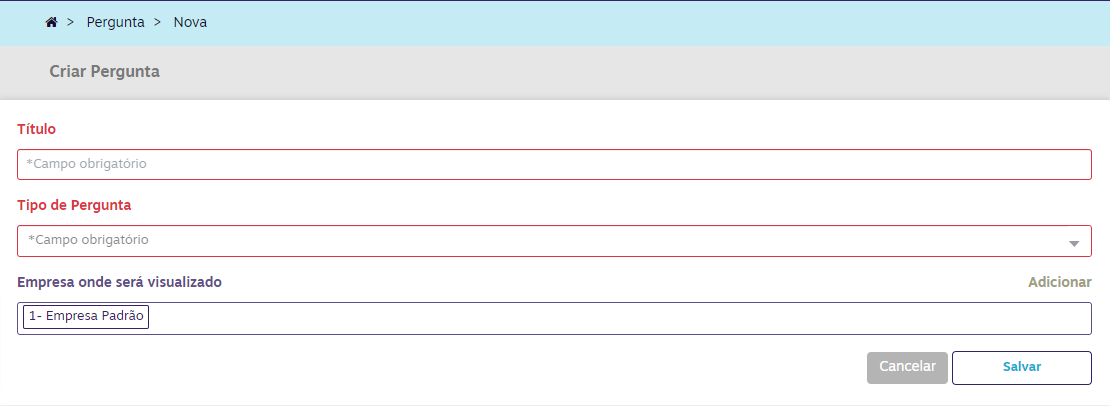 > Pergunta > Nova
Criar Pergunta
Título
*Campo obrigatório
Tipo de Pergunta
*Campo obrigatório
Empresa onde será visualizado Adicionar
1- Empresa Padrão
Cancelar Salvar